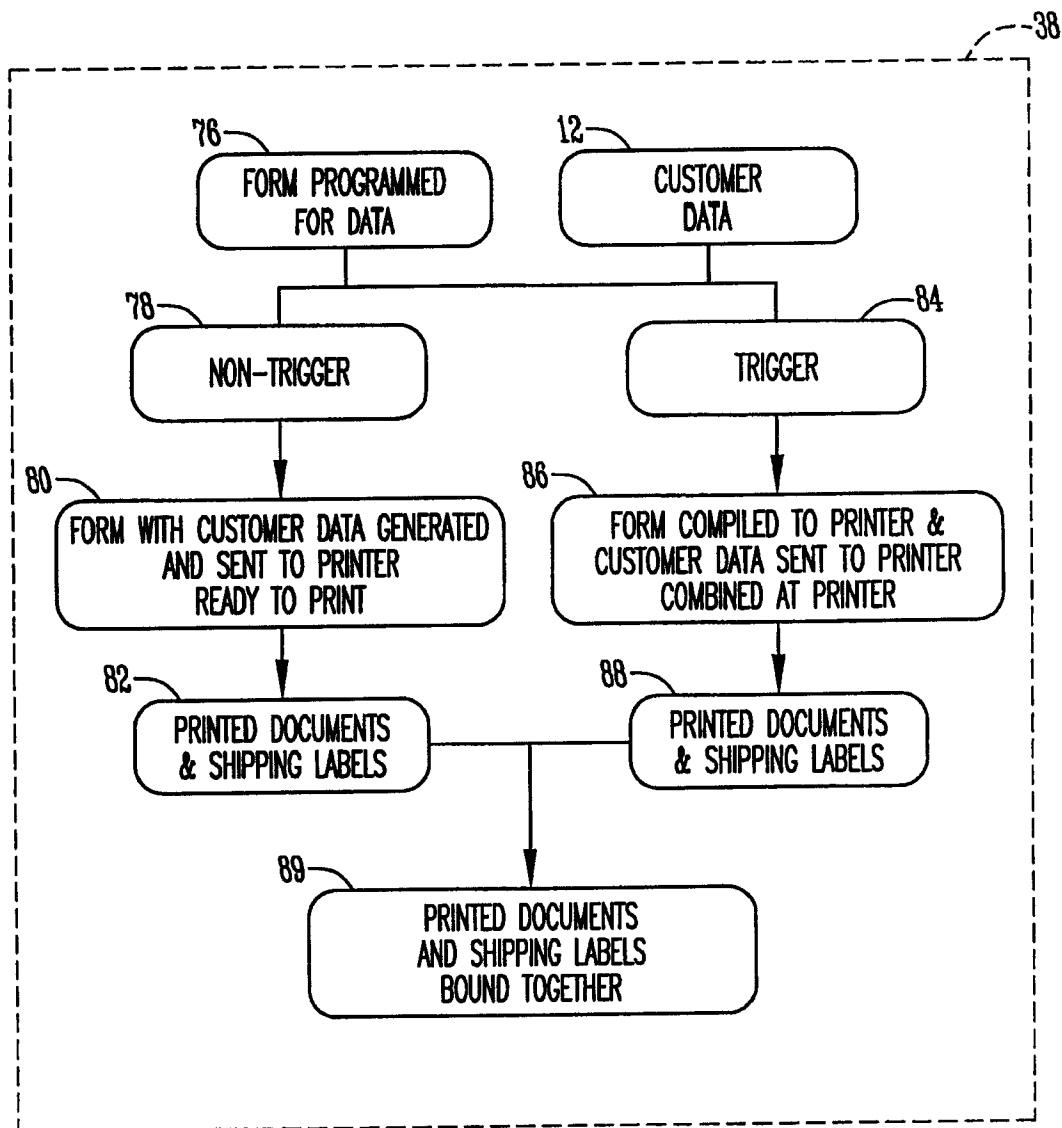 38
76
FORM PROGRAMMED
FOR DATA
12
CUSTOMER
DATA
78
NON-TRIGGER
84
TRIGGER
80
FORM WITH CUSTOMER DATA GENERATED
AND SENT TO PRINTER
READY TO PRINT
86
FORM COMPILED TO PRINTER &
CUSTOMER DATA SENT TO PRINTER
COMBINED AT PRINTER
82
PRINTED DOCUMENTS
& SHIPPING LABELS
88
PRINTED DOCUMENTS
& SHIPPING LABELS
89
PRINTED DOCUMENTS
AND SHIPPING LABELS
BOUND TOGETHER